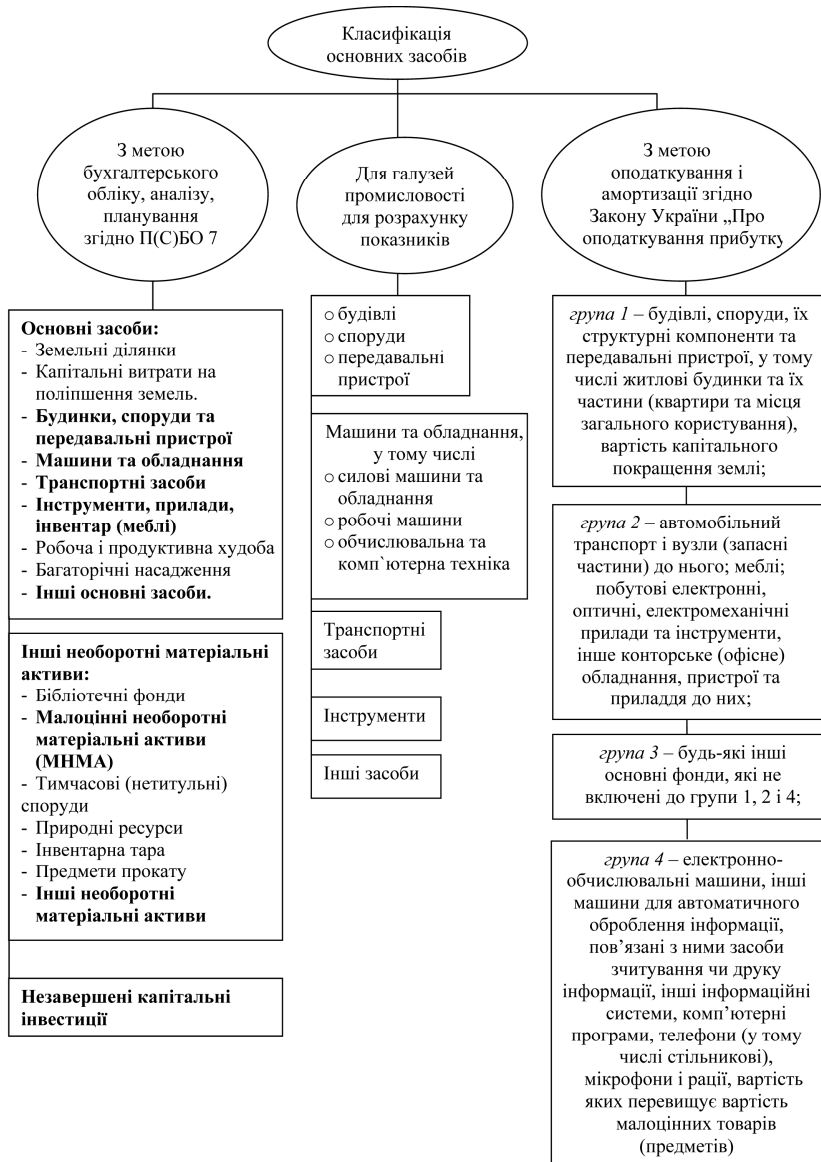 Класифікація
основних засобів
З метою
бухгалтерського
обліку, аналізу,
планування
згідно П(С)БО 7
Для галузей
промисловості
для розрахунку
показників
З метою
оподаткування і
амортизації згідно
Закону України „Про
оподаткування прибутку
Основні засоби:
- Земельні ділянки
- Капітальні витрати на
поліпшення земель.
- Будинки, споруди та
передавальні пристрої
- Машини та обладнання
- Транспортні засоби
- Інструменти, прилади,
інвентар (меблі)
- Робоча і продуктивна худоба
- Багаторічні насадження
- Інші основні засоби.
Інші необоротні матеріальні
активи:
- Бібліотечні фонди
- Малоцінні необоротні
матеріальні активи
(МНМА)
- Тимчасові (нетитульні)
споруди
- Природні ресурси
- Інвентарна тара
- Предмети прокату
- Інші необоротні
матеріальні активи
Незавершені капітальні
інвестиції
○ будівлі
○ споруди
○ передавальні
пристрої
Машини та обладнання,
у тому числі
○ силові машини та
обладнання
○ робочі машини
○ обчислювальна та
комп`ютерна техніка
Транспортні
засоби
Інструменти
Інші засоби
група 1 – будівлі, споруди, їх
структурні компоненти та
передавальні пристрої, у тому
числі житлові будинки та їх
частини (квартири та місця
загального користування),
вартість капітального
покращення землі;
група 2 – автомобільний
транспорт і вузли (запасні
частини) до нього; меблі;
побутові електронні,
оптичні, електромеханічні
прилади та інструменти,
інше конторське (офісне)
обладнання, пристрої та
приладдя до них;
група 3 – будь-які інші
основні фонди, які не
включені до групи 1, 2 і 4;
група 4 – електронно-
обчислювальні машини, інші
машини для автоматичного
оброблення інформації,
пов’язані з ними засоби
зчитування чи друку
інформації, інші інформаційні
системи, комп’ютерні
програми, телефони (у тому
числі стільникові),
мікрофони і рації, вартість
яких перевищує вартість
малоцінних товарів
(предметів)